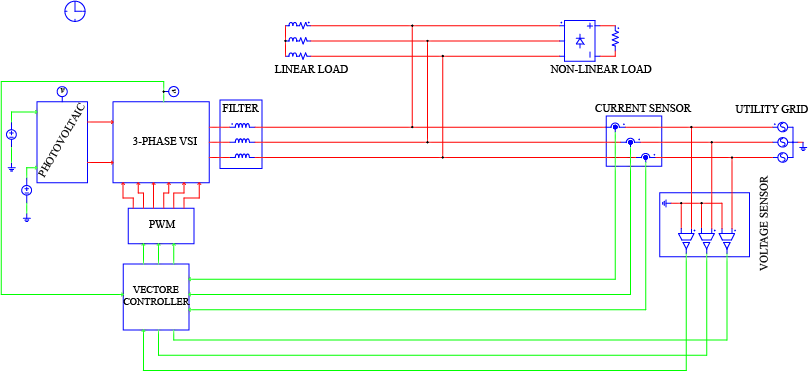 LINEAR LOAD
NON-LINEAR LOAD
PHOTOVOLTAIC
3-PHASE VSI
FILTER
CURRENT SENSOR
UTILITY GRID
PWM
VOLTAGE SENSOR
VECTORE
CONTROLLER